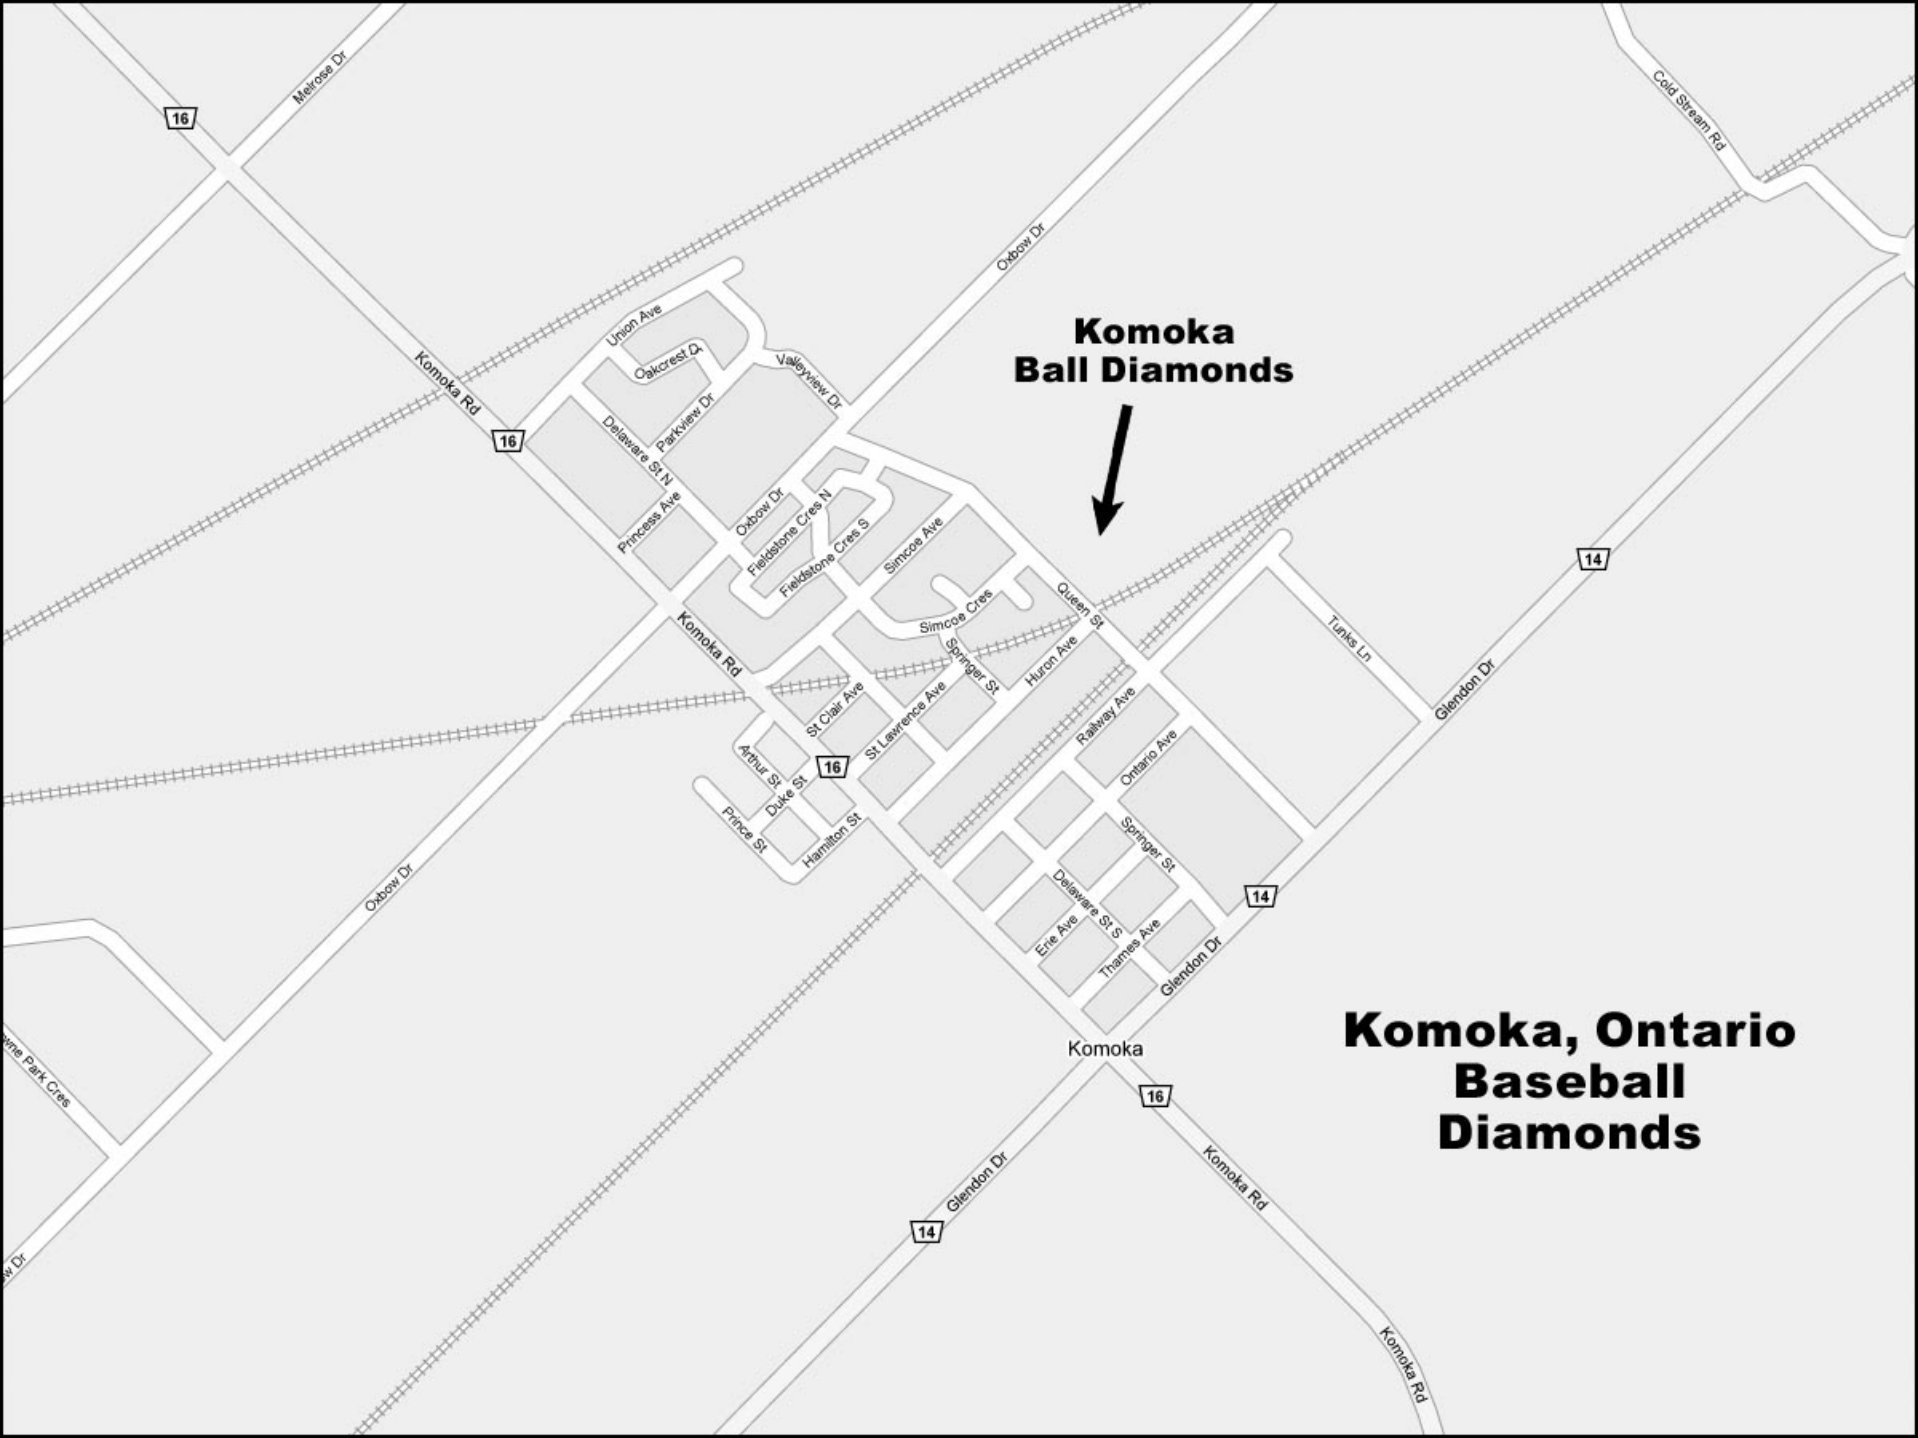 Melrose Dr
16
Cold Stream Rd
Oxbow Dr
Komoka
Ball Diamonds
Union Ave
Oakcrest
Valleyview Dr
Komoka Rd
16
Parkview Dr
Delaware St N
Princess Ave
Oxbow Dr
Fieldstone Cres N
Fieldstone Cres S
Simcoe Ave
14
Queen St
Simcoe Cres
Komoka Rd
Springer St
Huron Ave
Tunks Ln
Glendon Dr
St Clair Ave
St Lawrence Ave
Railway Ave
Ontario Ave
Arthur St
16
Duke St
Prince St
Hamilton St
Springer St
Oxbow Dr
Delaware St S
14
Erie Ave
Thames Ave
Glendon Dr
Komoka
Komoka, Ontario
Baseball
Diamonds
Park Cres
16
Glendon Dr
Komoka Rd
14
Dr
Komoka Rd